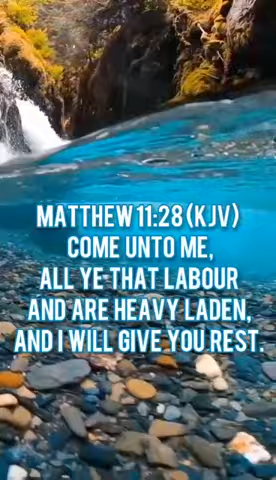 MATTHEW 11:28 (KJV)
COME UNTO ME,
ALL YE THAT LABOUR
AND ARE HEAVY LADEN,
AND I WILL GIVE YOU REST.